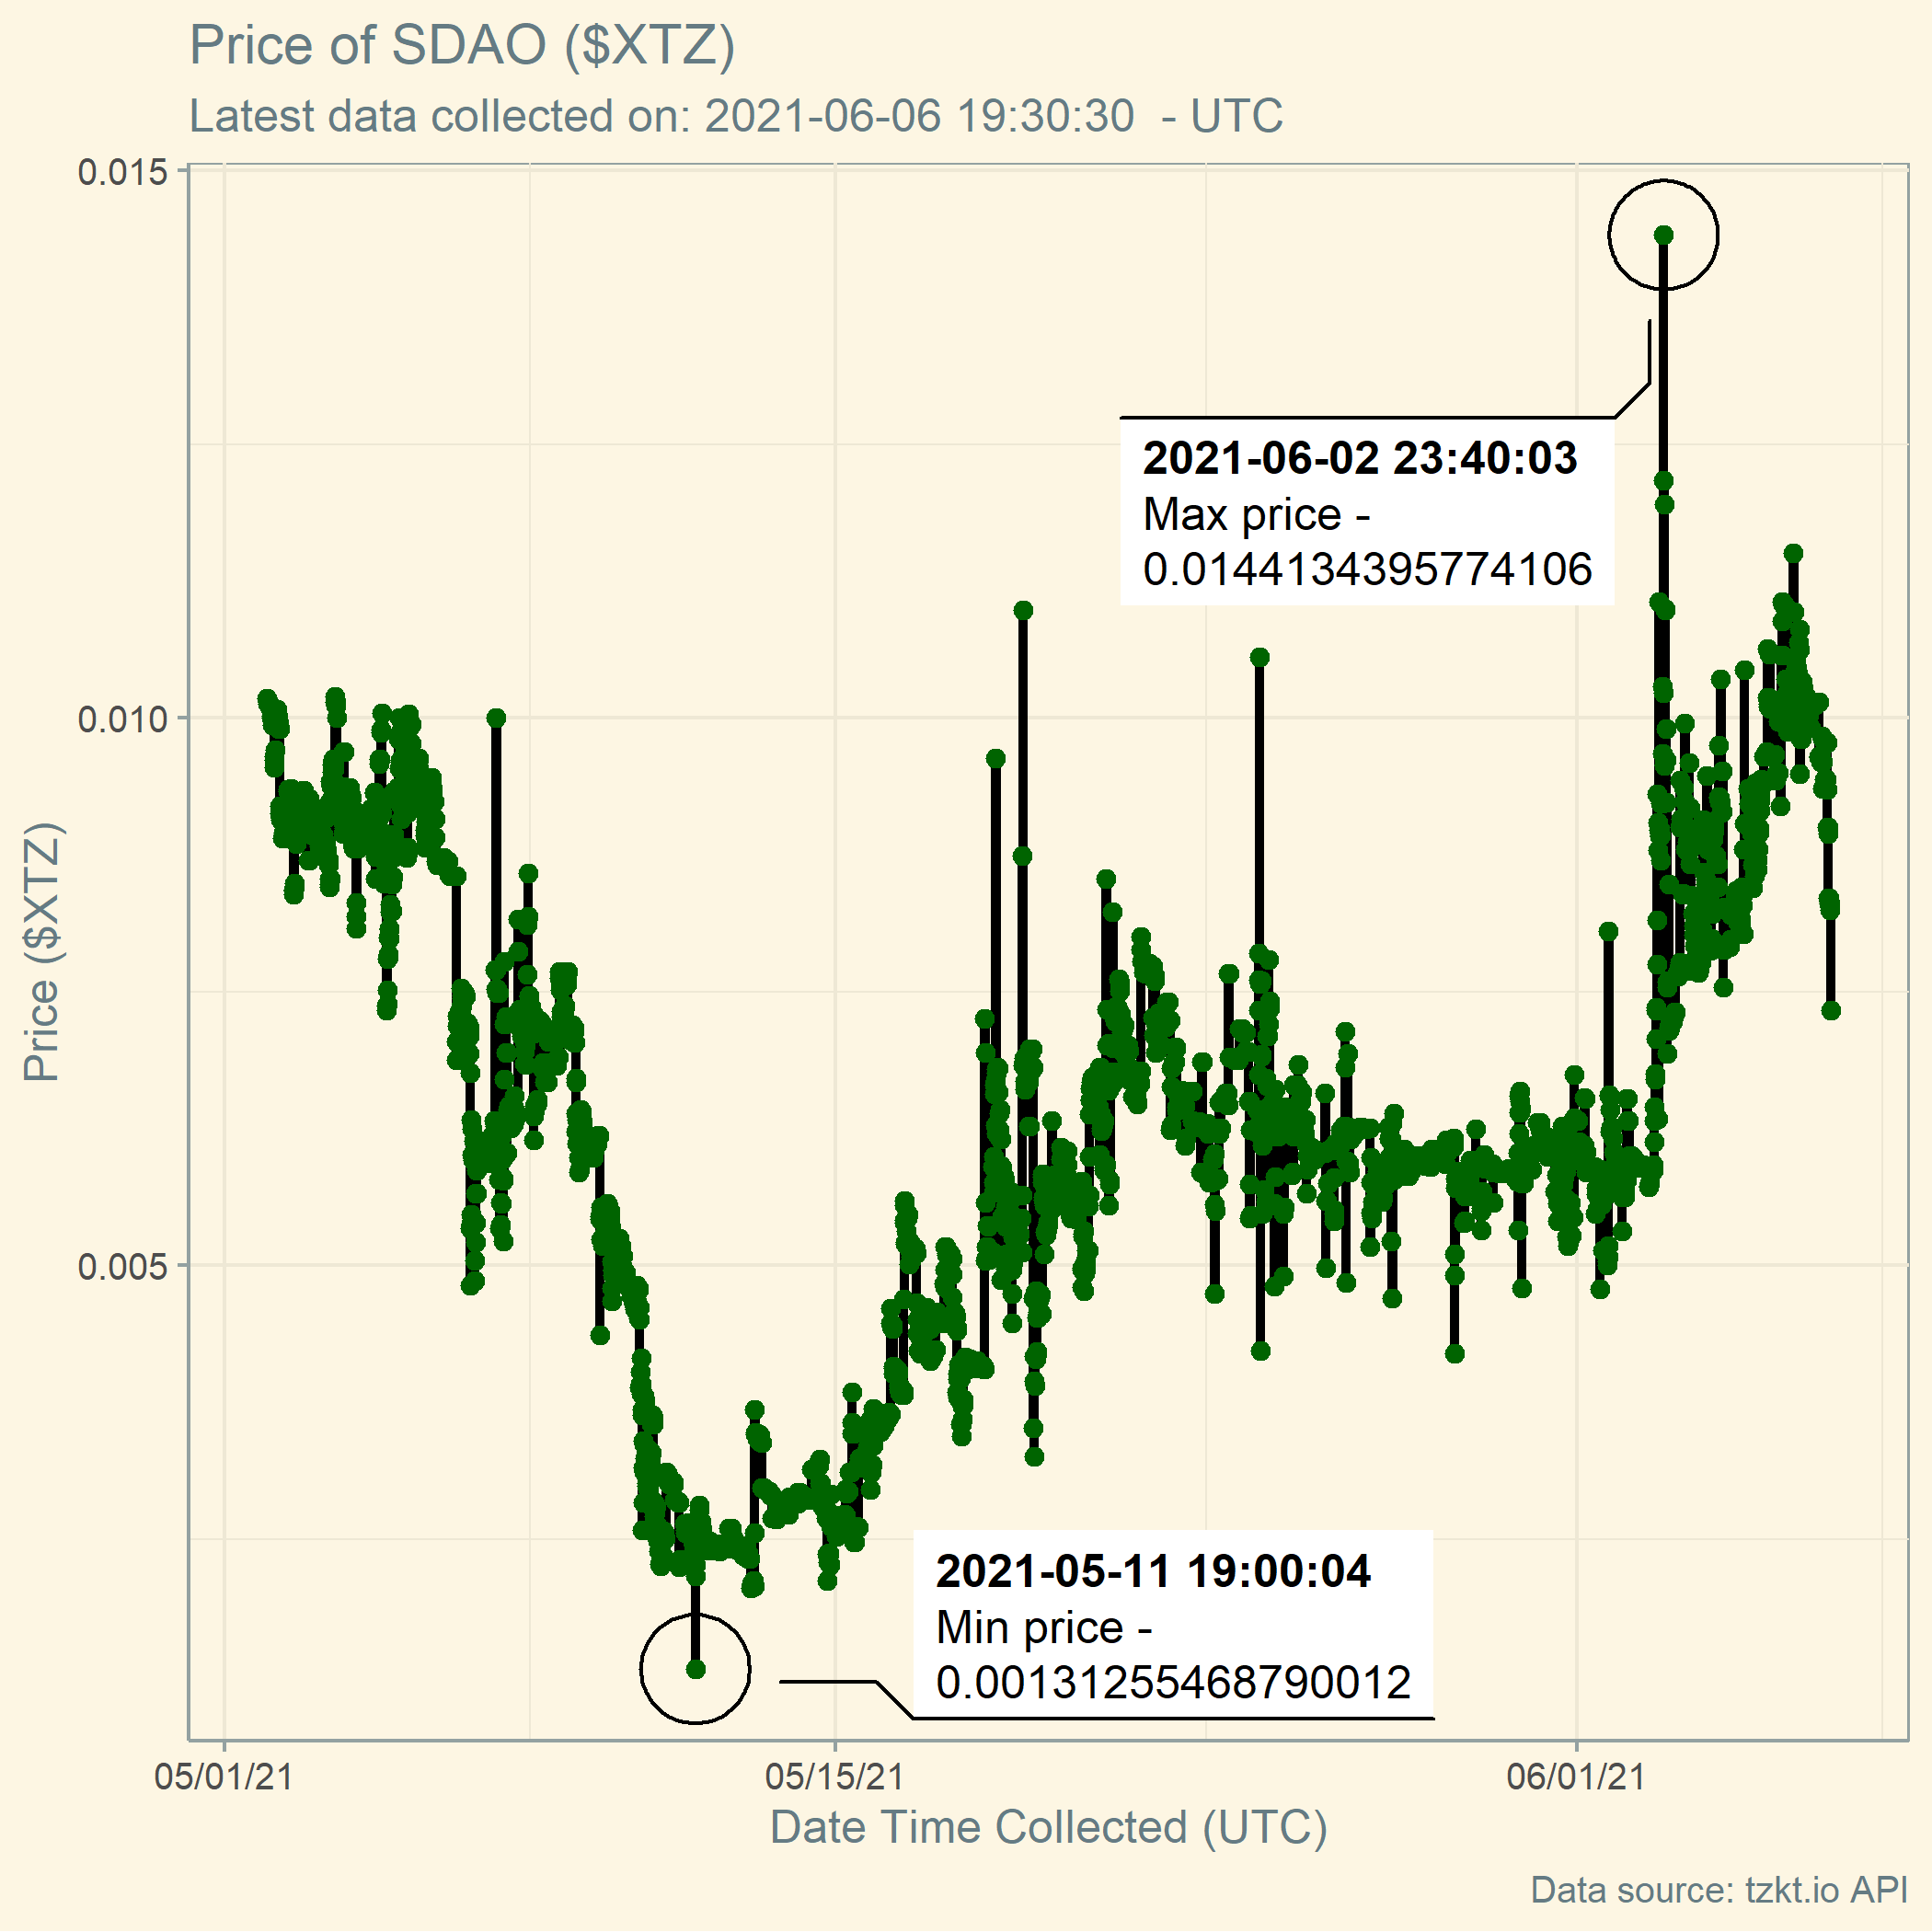 Price of SDAO ($XTZ)
Latest data collected on: 2021-06-06 19:30:30  - UTC
0.015
2021-06-02 23:40:03
Max price -
0.0144134395774106
0.010
Price ($XTZ)
0.005
2021-05-11 19:00:04
Min price -
0.00131255468790012
05/01/21
05/15/21
06/01/21
Date Time Collected (UTC)
Data source: tzkt.io API